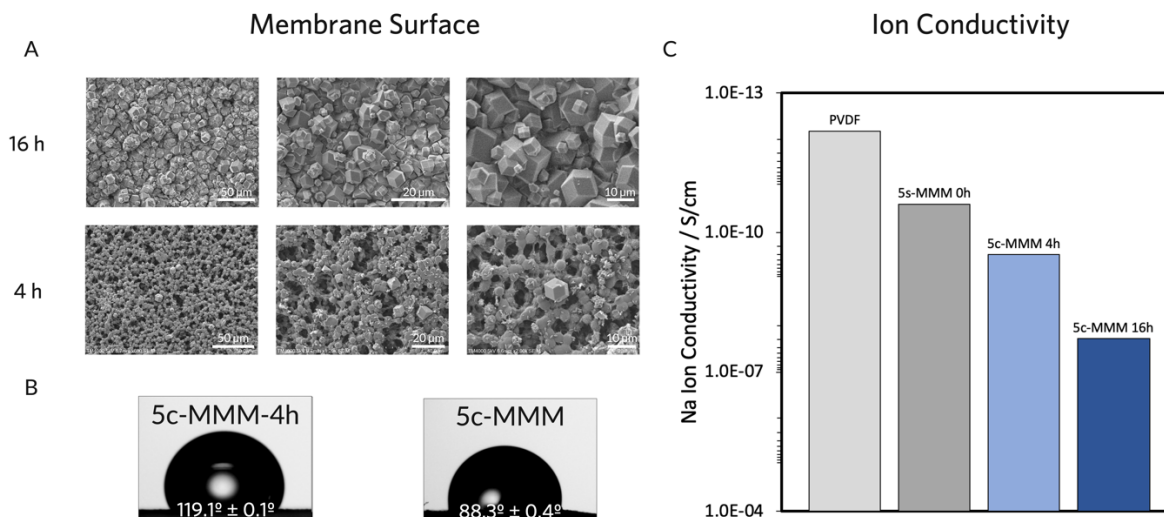 Membrane Surface
Ion Conductivity
A
C
16 h
50 µm
20 µm
10 µm
4 h
50 µm
20 µm
10 µm
B
5c-MMM-4h
119.1º ± 0.1º
5c-MMM
88.3º ± 0.4º
Na Ion Conductivity / S/cm
1.0E-13
1.0E-10
1.0E-07
1.0E-04
PVDF
5s-MMM 0h
5c-MMM 4h
5c-MMM 16h